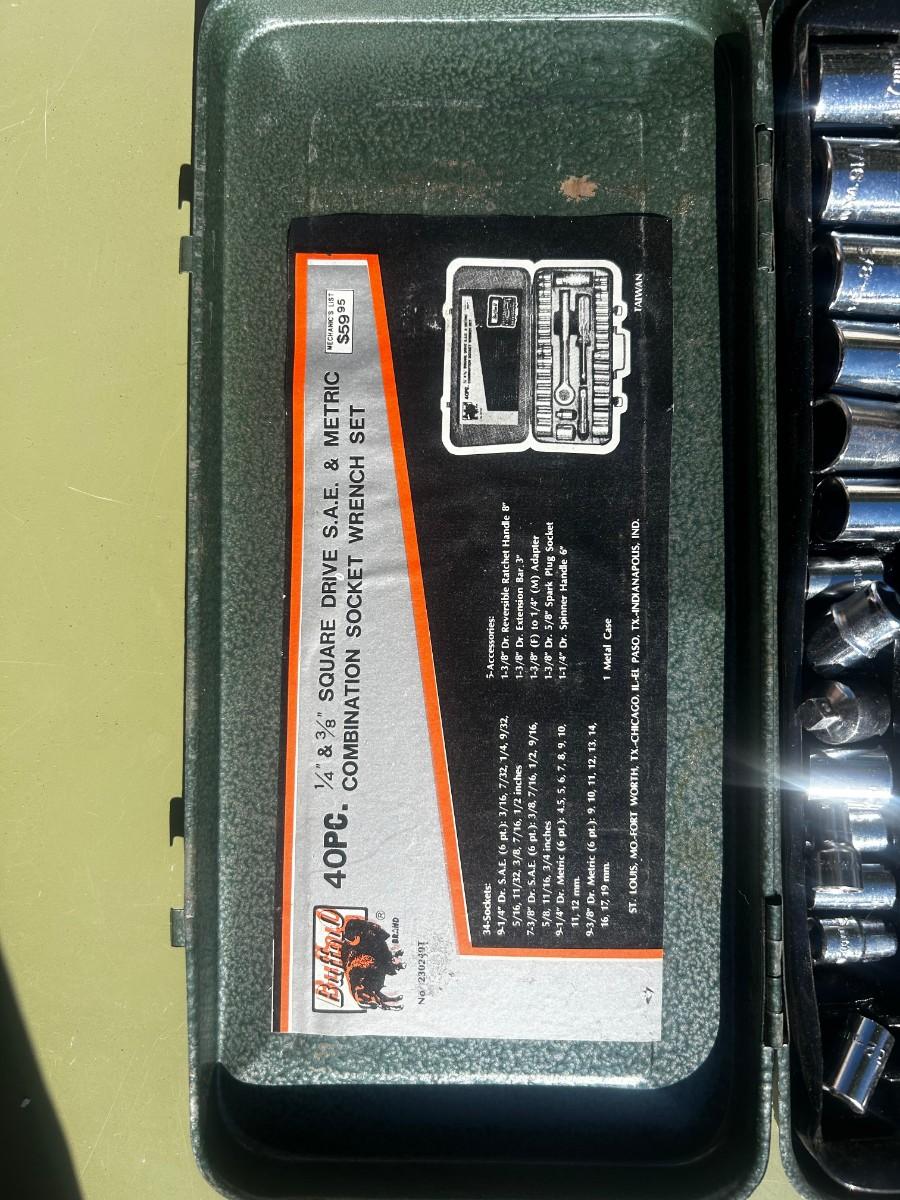 Buffalo
®
BRAND
No. 230249T
40PC. 1/4" & 3/8" SQUARE DRIVE S.A.E. & METRIC
COMBINATION SOCKET WRENCH SET
MECHANIC'S LIST
$59.95
34-Sockets:
9-1/4" Dr. S.A.E. (6 pt.): 3/16, 7/32, 1/4, 9/32,
5/16, 11/32, 3/8, 7/16, 1/2 inches
7-3/8" Dr. S.A.E. (6 pt.): 3/8, 7/16, 1/2, 9/16,
5/8, 11/16, 3/4 inches
9-1/4" Dr. Metric (6 pt.): 4.5, 5, 6, 7, 8, 9, 10,
11, 12 mm.
9-3/8" Dr. Metric (6 pt.): 9, 10, 11, 12, 13, 14,
16, 17, 19 mm.
5-Accessories:
1-3/8" Dr. Reversible Ratchet Handle 8"
1-3/8" Dr. Extension Bar, 3"
1-3/8" (F) to 1/4" (M) Adapter
1-3/8" Dr. 5/8" Spark Plug Socket
1-1/4" Dr. Spinner Handle 6"
1 Metal Case
ST. LOUIS, MO.-FORT WORTH, TX.-CHICAGO, IL-EL PASO, TX.-INDIANAPOLIS, IND.
TAIWAN